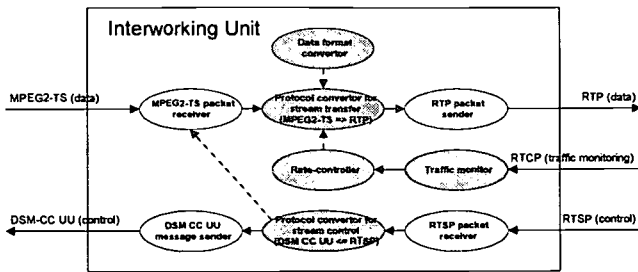 Interworking Unit
Data format
convertor
MPEG2-TS (data)
MPEG2-TS packet
receiver
Protocol convertor for
stream transfer
(MPEG2-TS => RTP)
RTP packet
sender
RTP (data)
Rate-controller
Traffic monitor
RTCP (traffic monitoring)
DSM-CC UU (control)
DSM CC UU
message sender
Protocol convertor for
stream control
(DSM CC UU <= RTSP)
RTSP packet
receiver
RTSP (control)